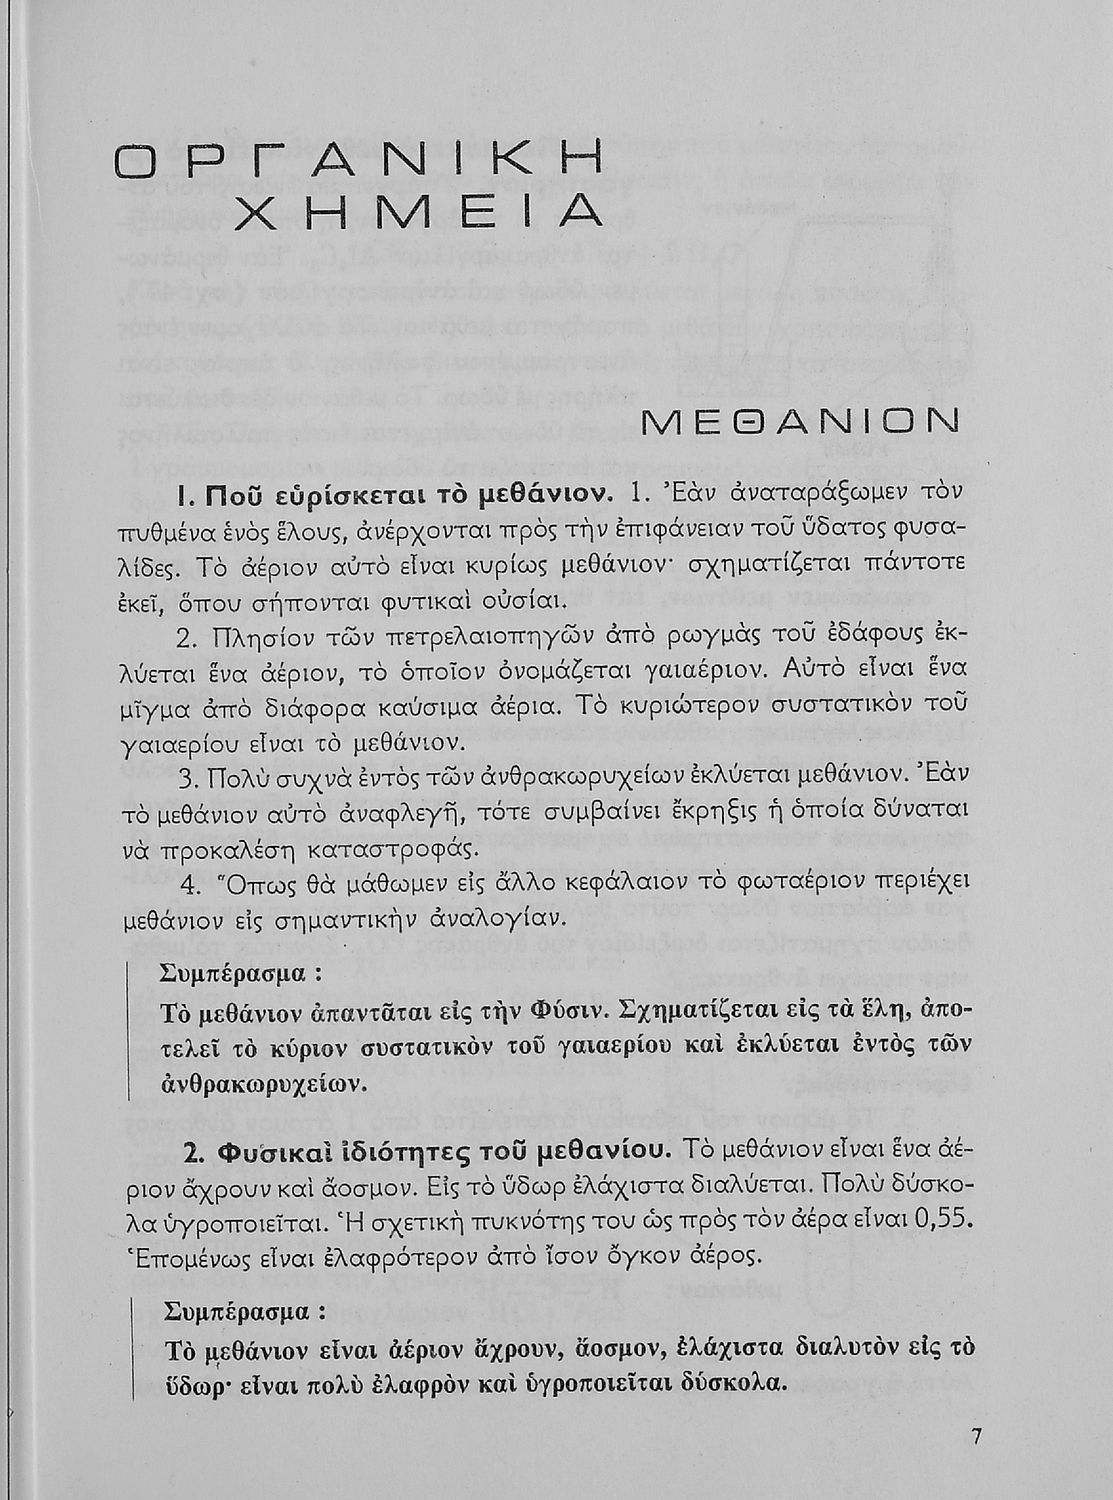 ΟΡΓΑΝΙΚΗ
ΧΗΜΕΙΑ
ΜΕΘΑΝΙΟΝ
1. Ποῦ εὑρίσκεται τὸ μεθάνιον. 1. Ἐὰν ἀναταράξωμεν τὸν
πυθμένα ἑνὸς ἕλους, ἀνέρχονται πρὸς τὴν ἐπιφάνειαν τοῦ ὕδατος φυσα-
λίδες. Τὸ ἀέριον αὐτὸ εἶναι κυρίως μεθάνιον· σχηματίζεται πάντοτε
ἐκεῖ, ὅπου σήπονται φυτικαὶ οὐσίαι.
2. Πλησίον τῶν πετρελαιοπηγῶν ἀπὸ ρωγμὰς τοῦ ἐδάφους ἐκ-
λύεται ἕνα ἀέριον, τὸ ὁποῖον ὀνομάζεται γαιαέριον. Αὐτὸ εἶναι ἕνα
μῖγμα ἀπὸ διάφορα καύσιμα ἀέρια. Τὸ κυριώτερον συστατικὸν τοῦ
γαιαερίου εἶναι τὸ μεθάνιον.
3. Πολὺ συχνὰ ἐντὸς τῶν ἀνθρακωρυχείων ἐκλύεται μεθάνιον. Ἐὰν
τὸ μεθάνιον αὐτὸ ἀναφλεγῆ, τότε συμβαίνει ἔκρηξις ἡ ὁποία δύναται
νὰ προκαλέση καταστροφάς.
4. Ὅπως θὰ μάθωμεν εἰς ἄλλο κεφάλαιον τὸ φωταέριον περιέχει
μεθάνιον εἰς σημαντικὴν ἀναλογίαν.
Συμπέρασμα :
Τὸ μεθάνιον ἀπαντᾶται εἰς τὴν Φύσιν. Σχηματίζεται εἰς τὰ ἕλη, ἀπο-
τελεῖ τὸ κύριον συστατικὸν τοῦ γαιαερίου καὶ ἐκλύεται ἐντὸς τῶν
ἀνθρακωρυχείων.
2. Φυσικαὶ ἰδιότητες τοῦ μεθανίου. Τὸ μεθάνιον εἶναι ἕνα ἀέ-
ριον ἄχρουν καὶ ἄοσμον. Εἰς τὸ ὕδωρ ἐλάχιστα διαλύεται. Πολὺ δύσκο-
λα ὑγροποιεῖται. Ἡ σχετικὴ πυκνότης του ὡς πρὸς τὸν ἀέρα εἶναι 0,55.
Ἑπομένως εἶναι ἐλαφρότερον ἀπὸ ἴσον ὄγκον ἀέρος.
Συμπέρασμα :
Τὸ μεθάνιον εἶναι ἀέριον ἄχρουν, ἄοσμον, ἐλάχιστα διαλυτὸν εἰς τὸ
ὕδωρ· εἶναι πολὺ ἐλαφρὸν καὶ ὑγροποιεῖται δύσκολα.
7